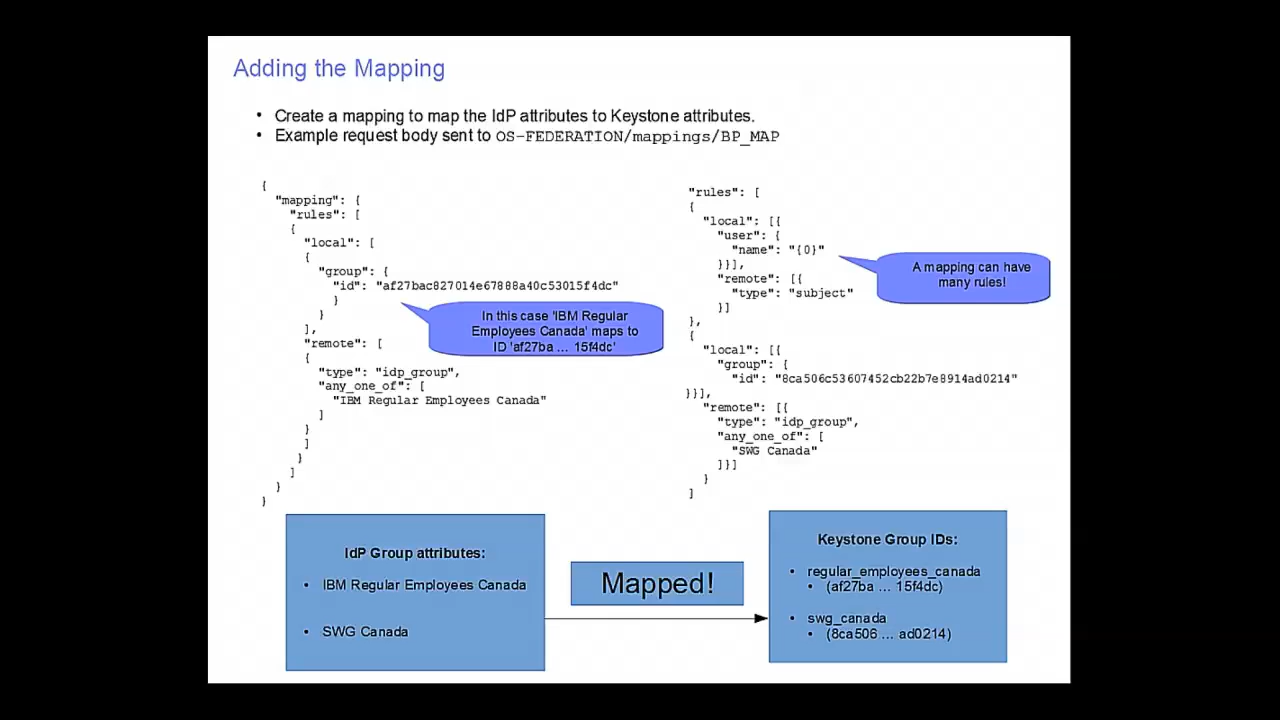 Adding the Mapping
• Create a mapping to map the IdP attributes to Keystone attributes.
• Example request body sent to OS-FEDERATION/mappings/BP_MAP
{
"mapping": {
"rules": [
{
"local": [
{
"group": {
"id": "af27bac827014e67888a40c53015f4dc"
}
}
],
"remote": [
{
"type": "idp_group",
"any_one_of": [
"IBM Regular Employees Canada"
]
}
]
}
]
}
}
In this case 'IBM Regular
Employees Canada' maps to
ID 'af27ba ... 15f4dc'
"rules": [
{
"local": [{
"user": {
"name": "{0}"
}}],
"remote": [{
"type": "subject"
}]
},
{
"local": [{
"group": {
"id": "8ca506c53607452cb22b7e8914ad0214"
}}],
"remote": [{
"type": "idp_group",
"any_one_of": [
"SWG Canada"
]}]
}
]
A mapping can have
many rules!
IdP Group attributes:
• IBM Regular Employees Canada
• SWG Canada
Mapped!
Keystone Group IDs:
• regular_employees_canada
• (af27ba ... 15f4dc)
• swg_canada
• (8ca506 ... ad0214)